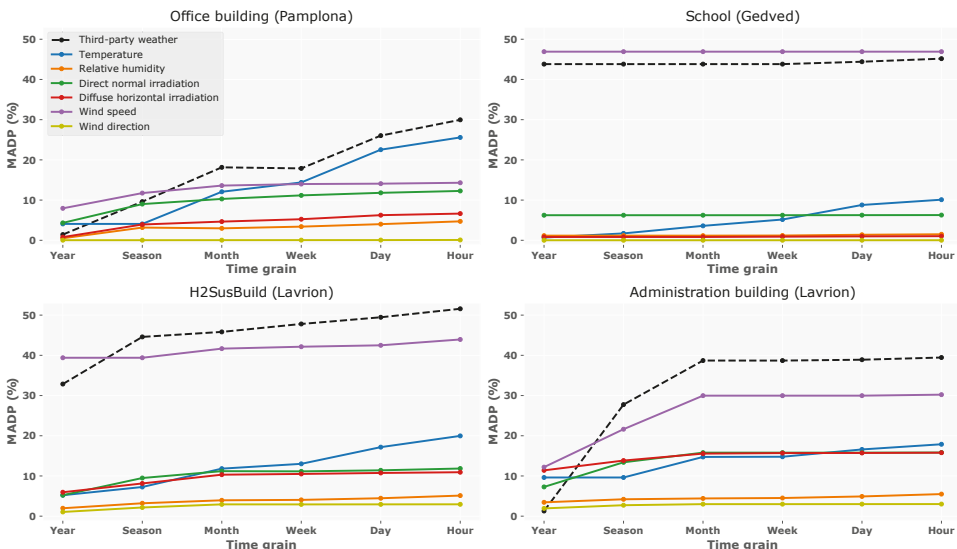 Office building (Pamplona)
50
40
30
20
10
0
MADP (%)
Third-party weather
Temperature
Relative humidity
Direct normal irradiation
Diffuse horizontal irradiation
Wind speed
Wind direction
Year Season Month Week Day Hour
Time grain
School (Gedved)
50
40
30
20
10
0
MADP (%)
Year Season Month Week Day Hour
Time grain
H2SusBuild (Lavrion)
50
40
30
20
10
0
MADP (%)
Year Season Month Week Day Hour
Time grain
Administration building (Lavrion)
50
40
30
20
10
0
MADP (%)
Year Season Month Week Day Hour
Time grain